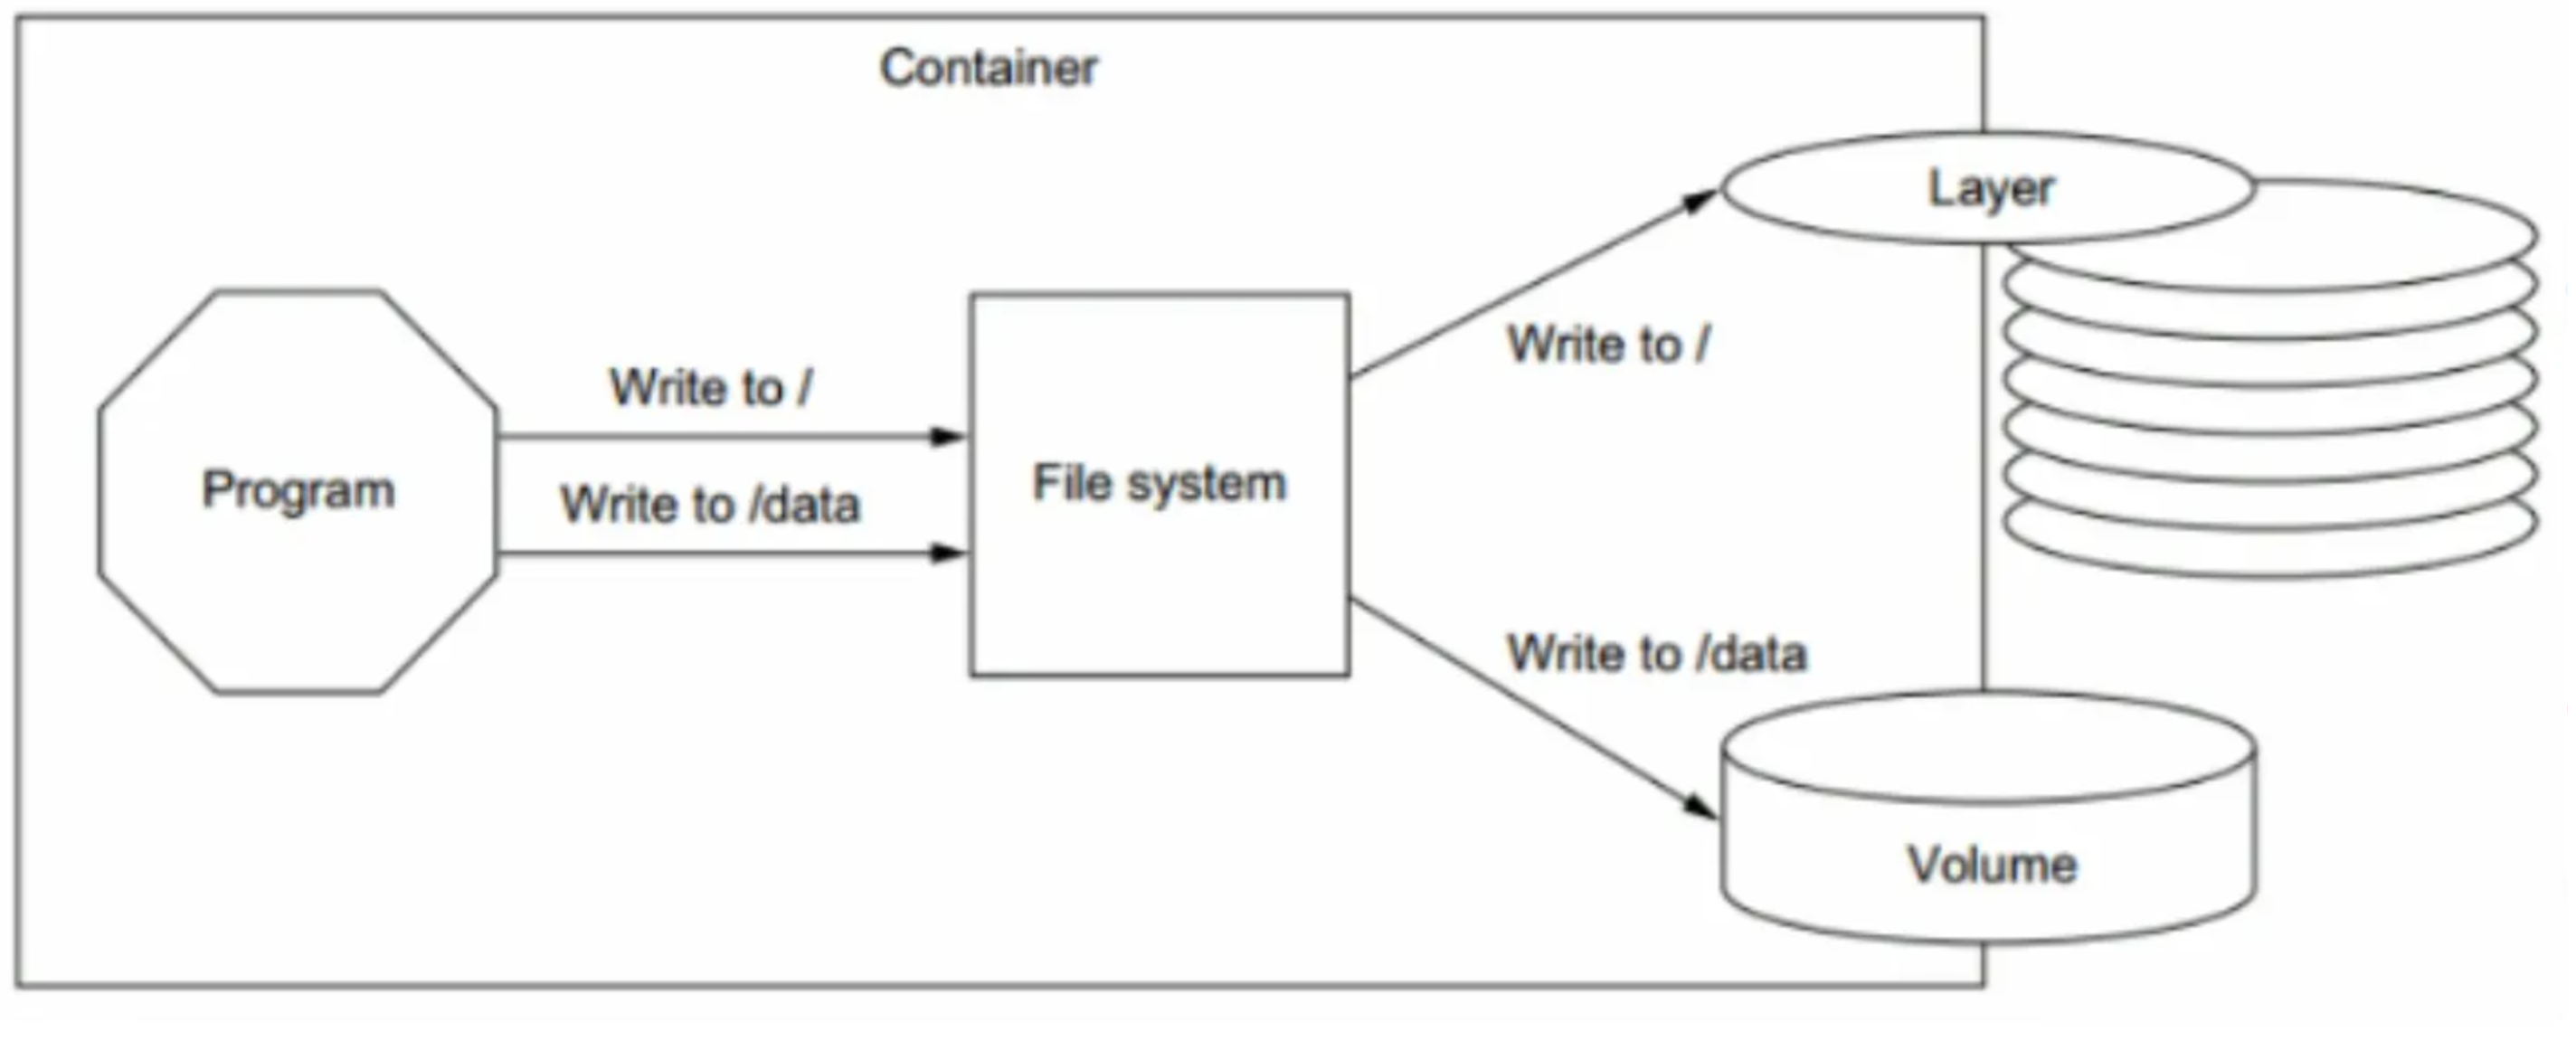 Container
Layer
Write to /
Write to /
Program
Write to /data
File system
Write to /data
Volume